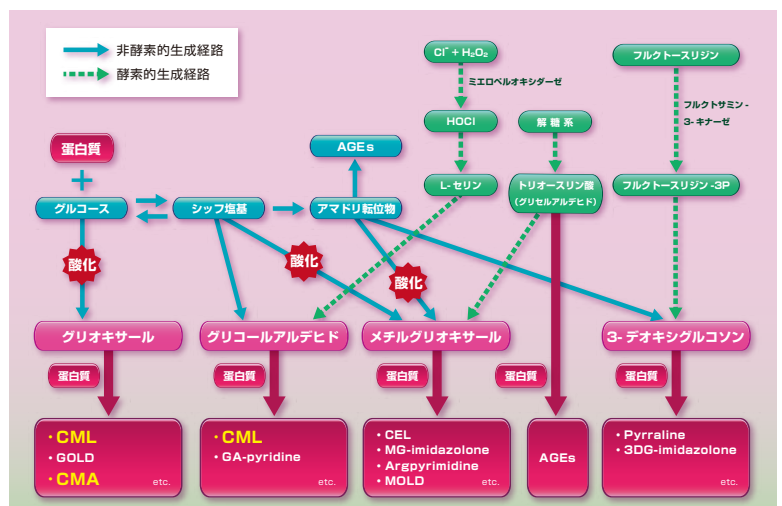 非酵素的生成経路
酵素的生成経路
Cl⁻ + H₂O₂
ミエロペルオキシダーゼ
HOCl
L-セリン
解糖系
トリオースリン酸
(グリセルアルデヒド)
フルクトースリジン
フルクトサミン-
3-キナーゼ
フルクトースリジン-3P
蛋白質
+
グルコース
シッフ塩基
アマドリ転位物
AGEs
酸化
酸化
酸化
グリオキサール
グリコールアルデヒド
メチルグリオキサール
3-デオキシグルコソン
蛋白質
蛋白質
蛋白質
蛋白質
蛋白質
・CML
・GOLD
・CMA
etc.
・CML
・GA-pyridine
etc.
・CEL
・MG-imidazolone
・Argpyrimidine
・MOLD
etc.
AGEs
・Pyrraline
・3DG-imidazolone
etc.